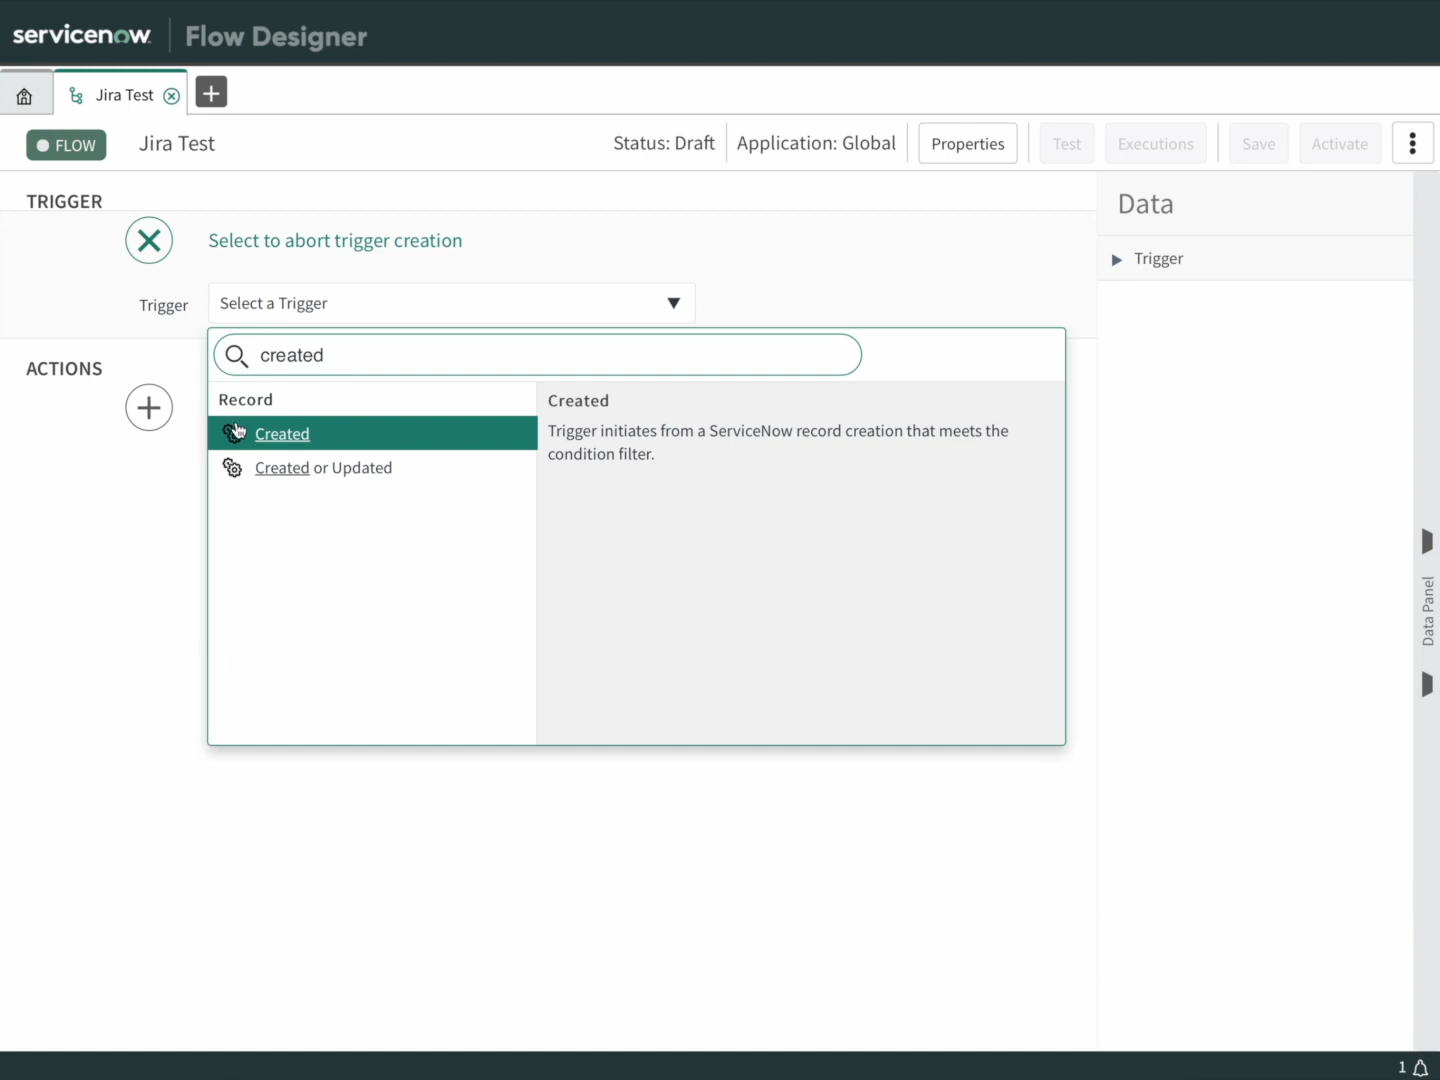 servicenow. Flow Designer
Jira Test
FLOW Jira Test Status: Draft Application: Global Properties Test Executions Save Activate
TRIGGER
Select to abort trigger creation
Trigger Select a Trigger
created
Record
Created
Created or Updated
Created
Trigger initiates from a ServiceNow record creation that meets the
condition filter.
ACTIONS
Data
Trigger
Data Panel
1